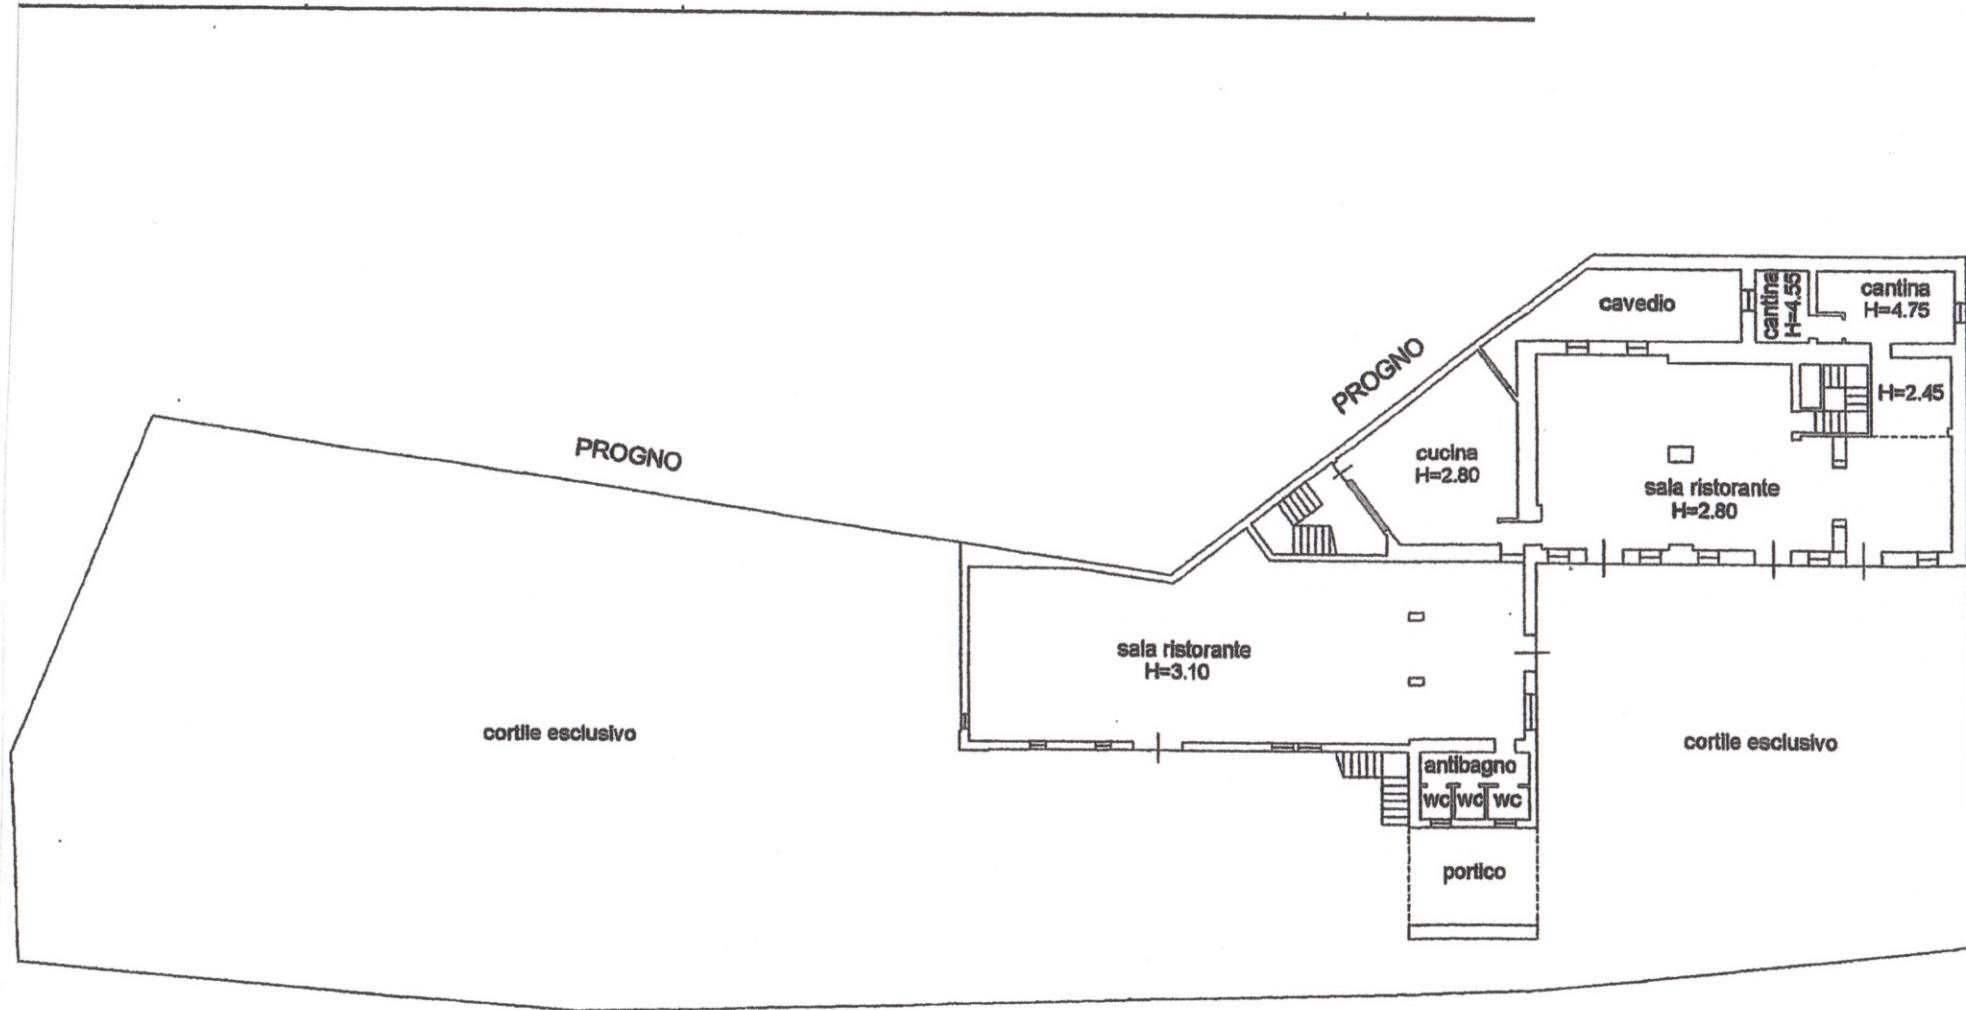 cavedio
cantina
H=4.55
cantina
H=4.75
PROGNO
H=2.45
PROGNO
cucina
H=2.80
sala ristorante
H=2.80
sala ristorante
H=3.10
cortile esclusivo
cortile esclusivo
antibagno
wc wc wc
portico